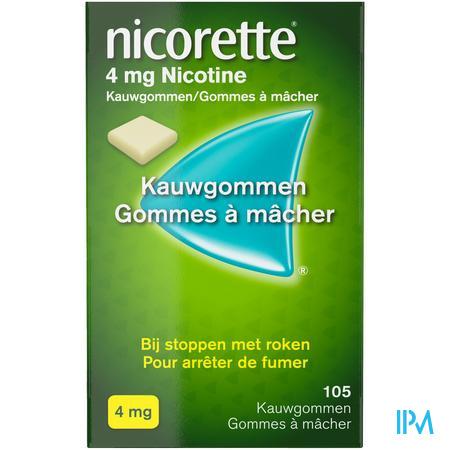 nicorette®
4 mg Nicotine
Kauwgommen/Gommes à mâcher
Kauwgommen
Gommes à mâcher
®
Bij stoppen met roken
Pour arrêter de fumer
4 mg
105
Kauwgommen
Gommes à mâcher
IPM